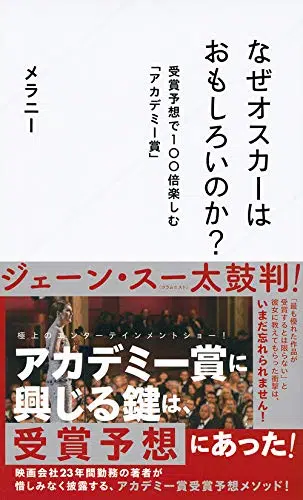 なぜオスカーは
おもしろいのか?
受賞予想で100倍楽しむ
「アカデミー賞」
メラニー
ジェーン・スー太鼓判!
(コラムニスト)
「最も優れた作品が
受賞するとは限らない」と
彼女に教えてもらった衝撃は、
いまだ忘れられません!
極上のエンターテインメントショー!
アカデミー賞に
興じる鍵は、
受賞予想にあった!
映画会社23年間勤務の著者が
惜しみなく披露する、アカデミー賞受賞予想メソッド!